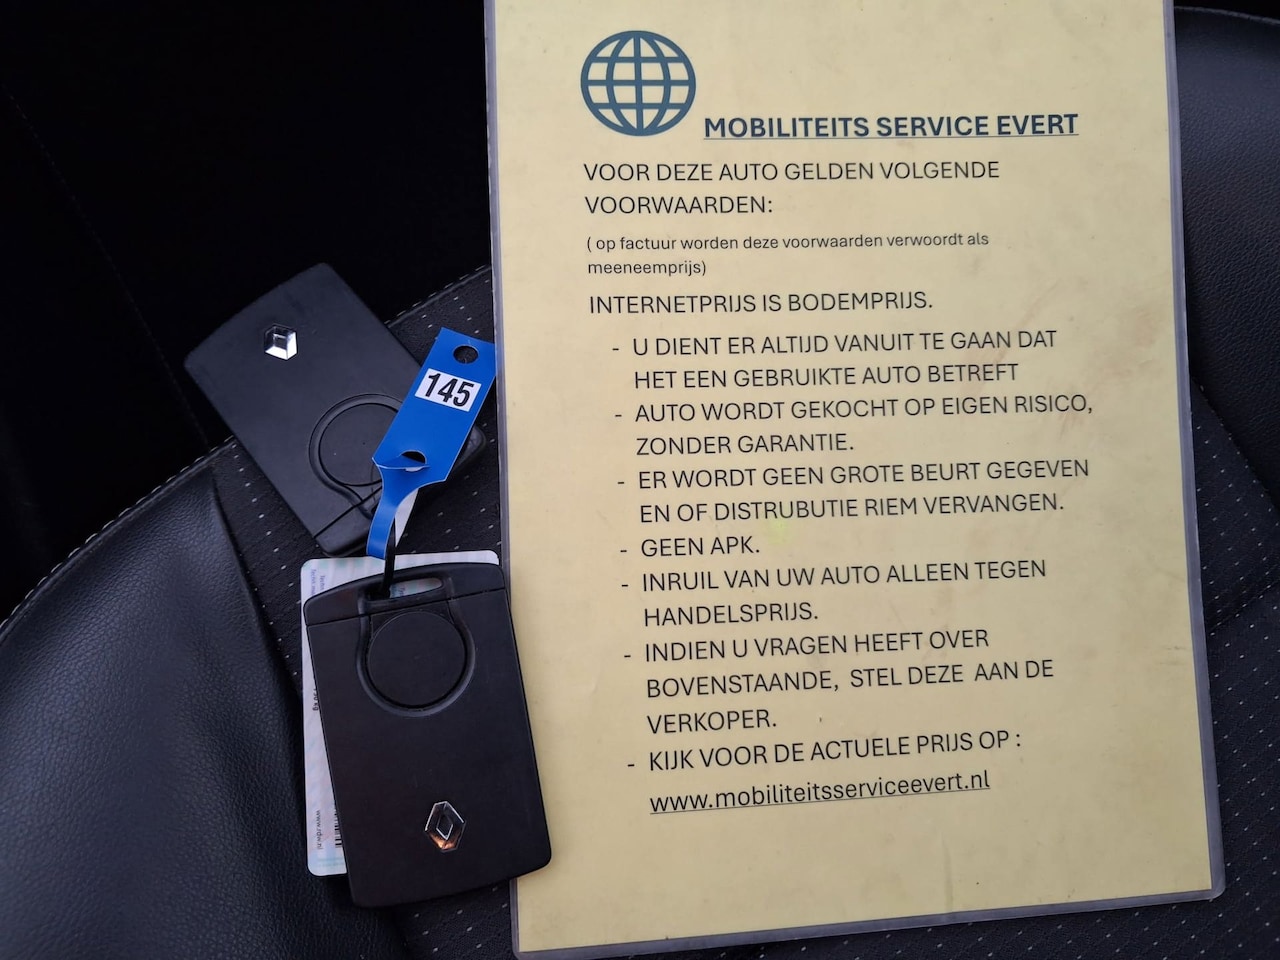 MOBILITEITS SERVICE EVERT
VOOR DEZE AUTO GELDEN VOLGENDE
VOORWAARDEN:
( op factuur worden deze voorwaarden verwoordt als
meeneemprijs)
INTERNETPRIJS IS BODEMPRIJS.
- U DIENT ER ALTIJD VANUIT TE GAAN DAT
HET EEN GEBRUIKTE AUTO BETREFT
- AUTO WORDT GEKOCHT OP EIGEN RISICO,
ZONDER GARANTIE.
- ER WORDT GEEN GROTE BEURT GEGEVEN
EN OF DISTRUBUTIE RIEM VERVANGEN.
- GEEN APK.
- INRUIL VAN UW AUTO ALLEEN TEGEN
HANDELSPRIJS.
- INDIEN U VRAGEN HEEFT OVER
BOVENSTAANDE, STEL DEZE AAN DE
VERKOPER.
- KIJK VOOR DE ACTUELE PRIJS OP :
www.mobiliteitsserviceevert.nl
145
www.rdw.nl